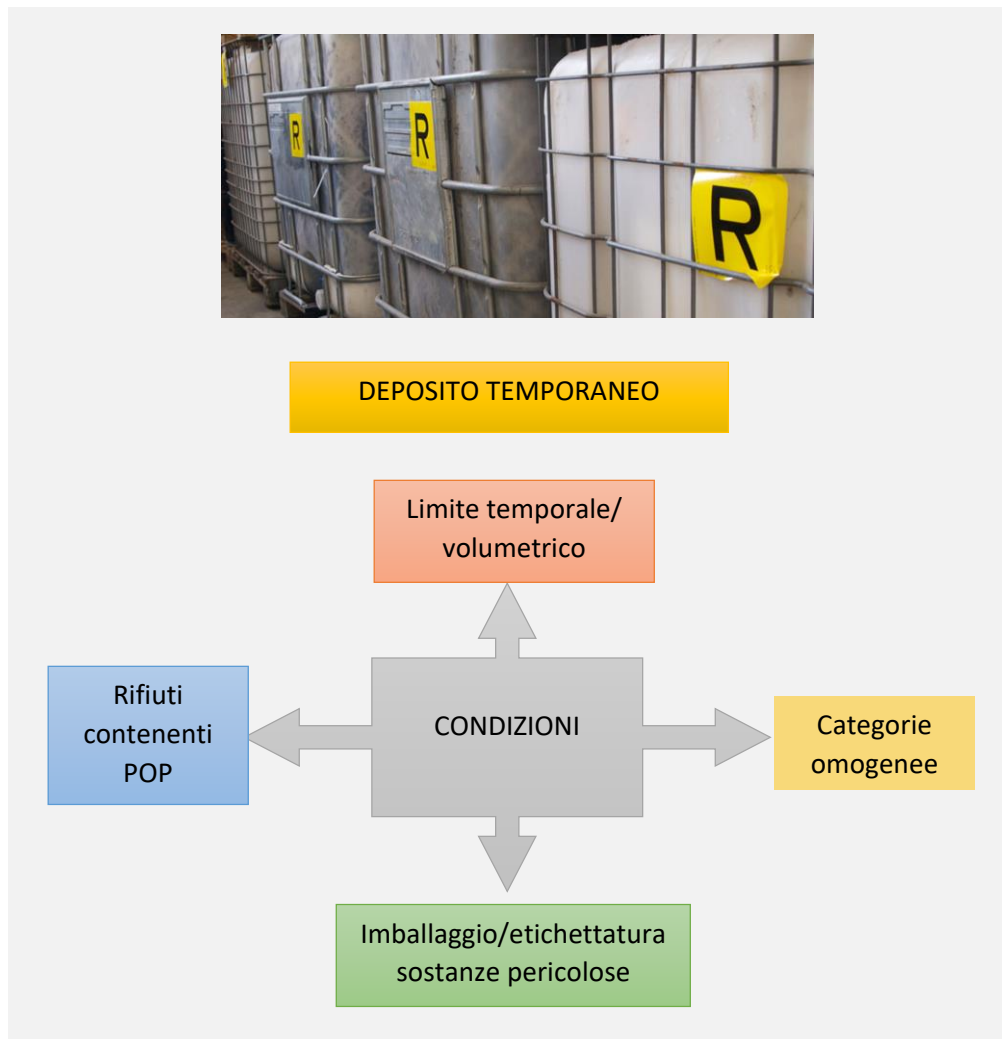 R
R
R
DEPOSITO TEMPORANEO
Limite temporale/
volumetrico
Rifiuti
contenenti
POP
CONDIZIONI
Categorie
omogenee
Imballaggio/etichettatura
sostanze pericolose